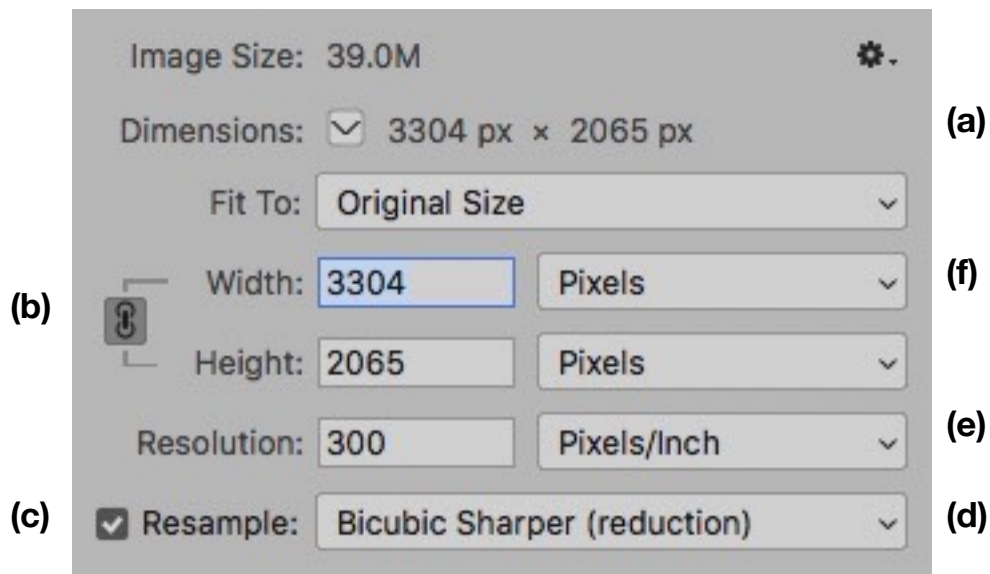 Image Size: 39.0M
Dimensions: 3304 px × 2065 px
(a)
Fit To: Original Size
Width: 3304 Pixels
(f)
(b)
Height: 2065 Pixels
Resolution: 300 Pixels/Inch
(e)
(c)
Resample: Bicubic Sharper (reduction)
(d)